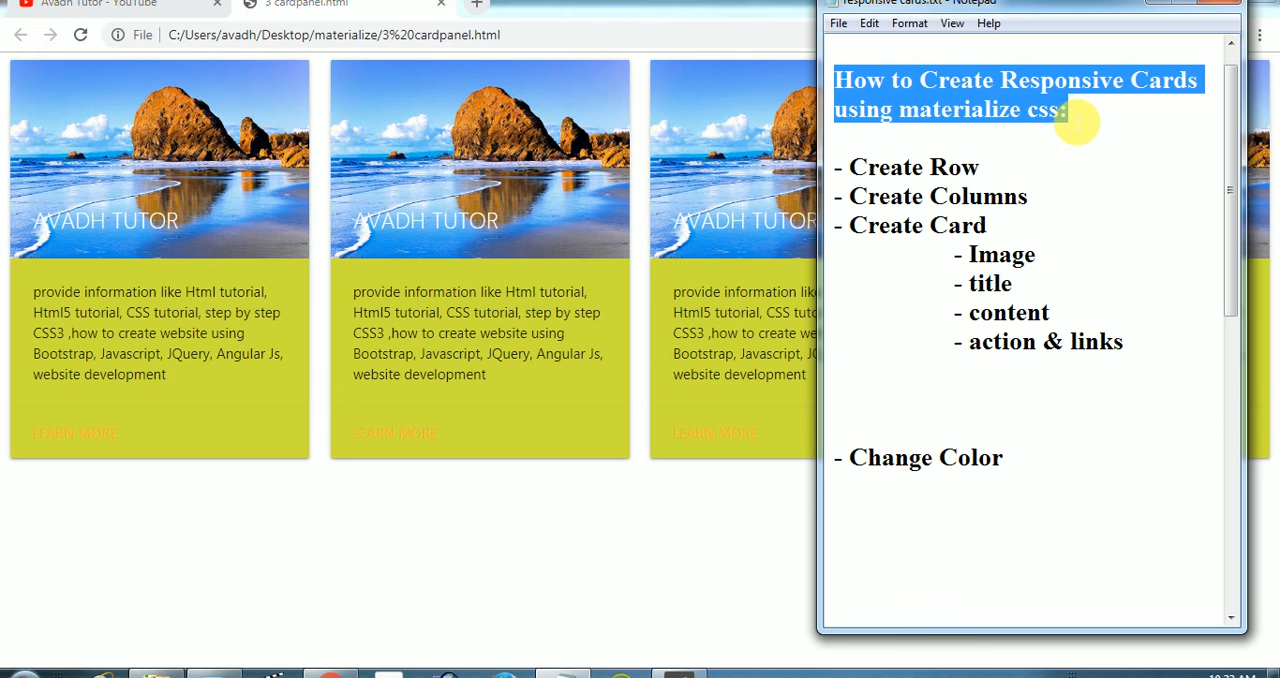 Avadh Tutor - YouTube
3 cardpanel.html
File
C:/Users/avadh/Desktop/materialize/3%20cardpanel.html
AVADH TUTOR
provide information like Html tutorial,
Html5 tutorial, CSS tutorial, step by step
CSS3 ,how to create website using
Bootstrap, Javascript, JQuery, Angular Js,
website development
LEARN MORE
AVADH TUTOR
provide information like Html tutorial,
Html5 tutorial, CSS tutorial, step by step
CSS3 ,how to create website using
Bootstrap, Javascript, JQuery, Angular Js,
website development
LEARN MORE
AVADH TUTOR
provide information like
Html5 tutorial, CSS
CSS3 ,how to create
Bootstrap, Javascript,
website development
LEARN MORE
responsive cards.txt - Notepad
File Edit Format View Help
How to Create Responsive Cards
using materialize css:
- Create Row
- Create Columns
- Create Card
- Image
- title
- content
- action & links
- Change Color